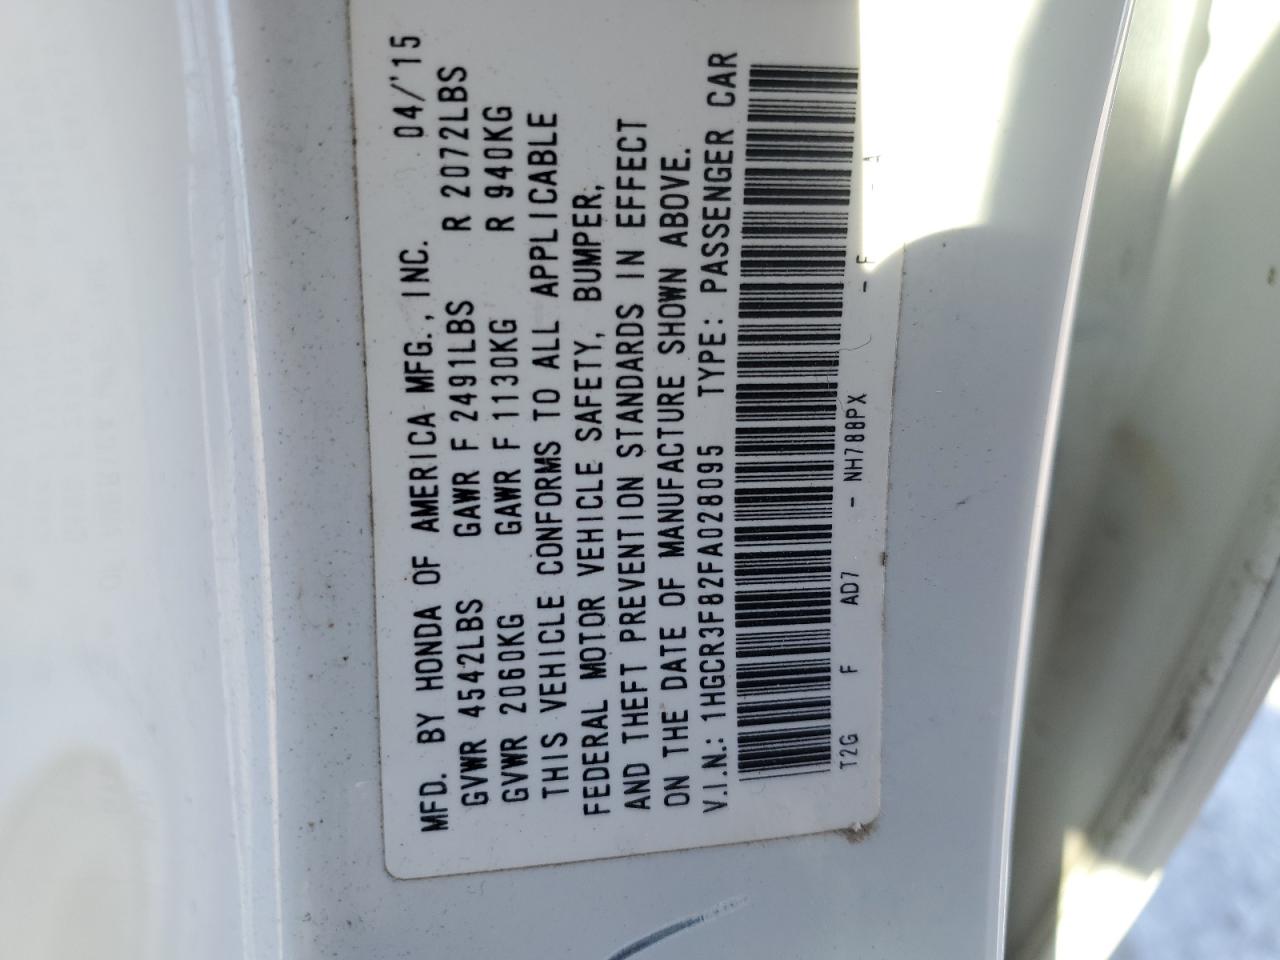 MFD. BY HONDA OF AMERICA MFG., INC. 04/'15
GVWR 4542LBS GAWR F 2491LBS R 2072LBS
GVWR 2060KG GAWR F 1130KG R 940KG
THIS VEHICLE CONFORMS TO ALL APPLICABLE
FEDERAL MOTOR VEHICLE SAFETY, BUMPER,
AND THEFT PREVENTION STANDARDS IN EFFECT
ON THE DATE OF MANUFACTURE SHOWN ABOVE.
V.I.N.: 1HGCR3F82FA028095 TYPE: PASSENGER CAR
T2G F AD7 - NH788PX - F A